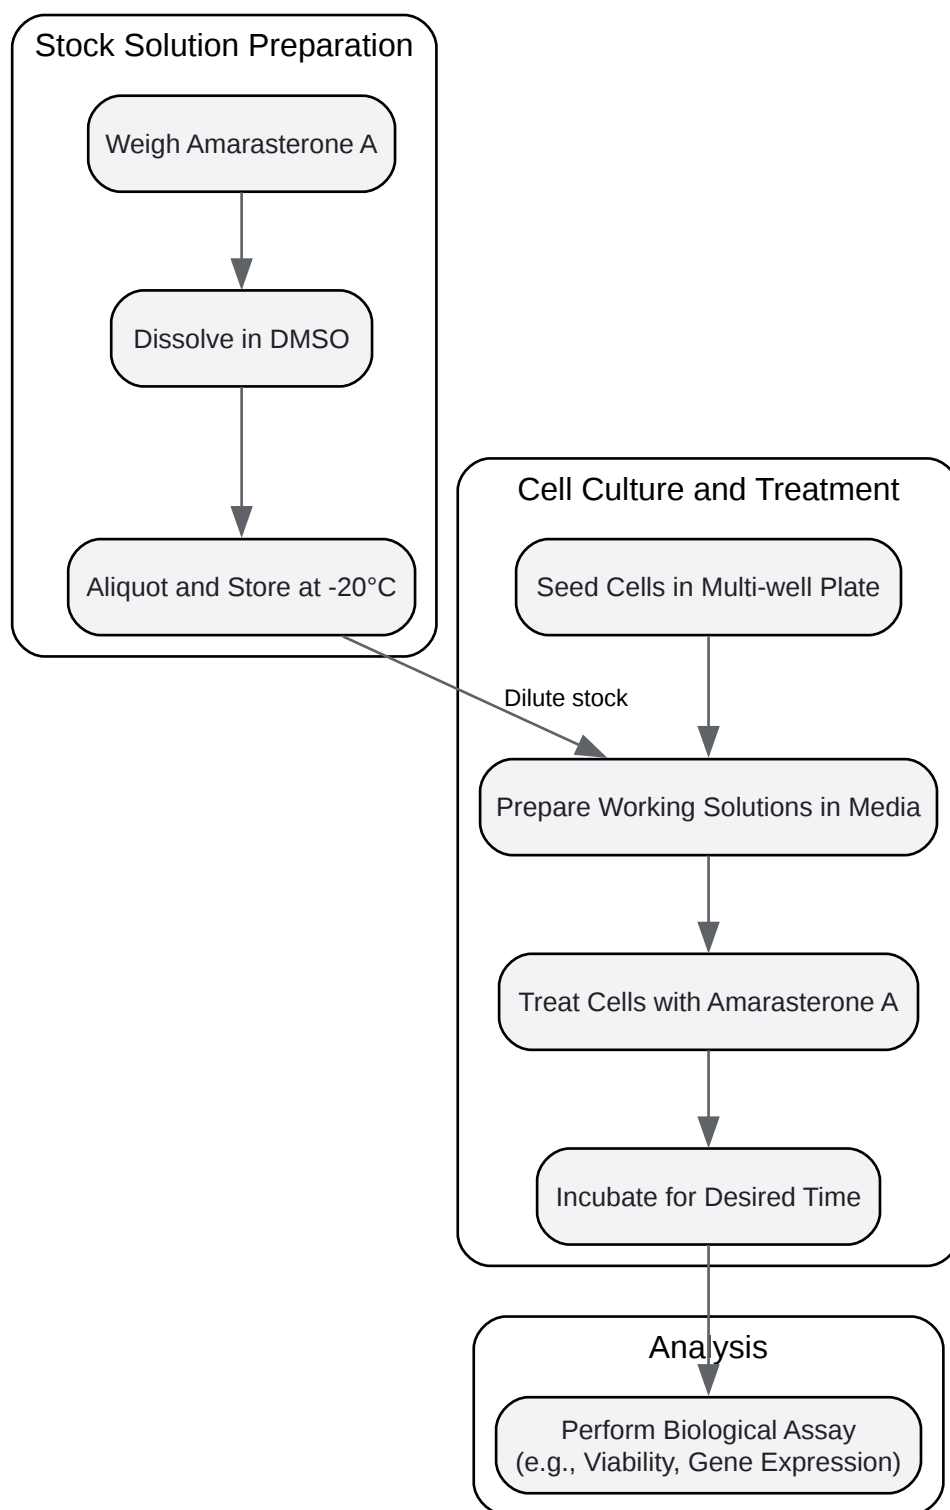 Stock Solution Preparation
Weigh Amarasterone A
Dissolve in DMSO
Aliquot and Store at -20°C
Dilute stock
Cell Culture and Treatment
Seed Cells in Multi-well Plate
Prepare Working Solutions in Media
Treat Cells with Amarasterone A
Incubate for Desired Time
Analysis
Perform Biological Assay
(e.g., Viability, Gene Expression)